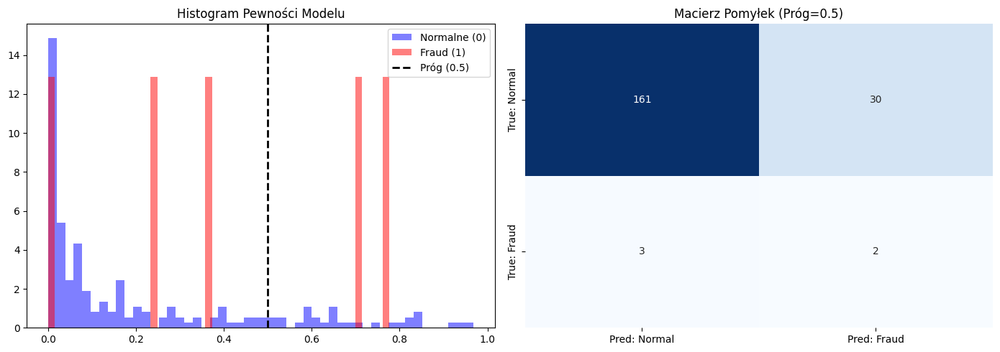 Histogram Pewności Modelu
Normalne (0)
Fraud (1)
Próg (0.5)
14
12
10
8
6
4
2
0
0.0 0.2 0.4 0.6 0.8 1.0
Macierz Pomyłek (Próg=0.5)
True: Normal
161 30
True: Fraud
3 2
Pred: Normal Pred: Fraud